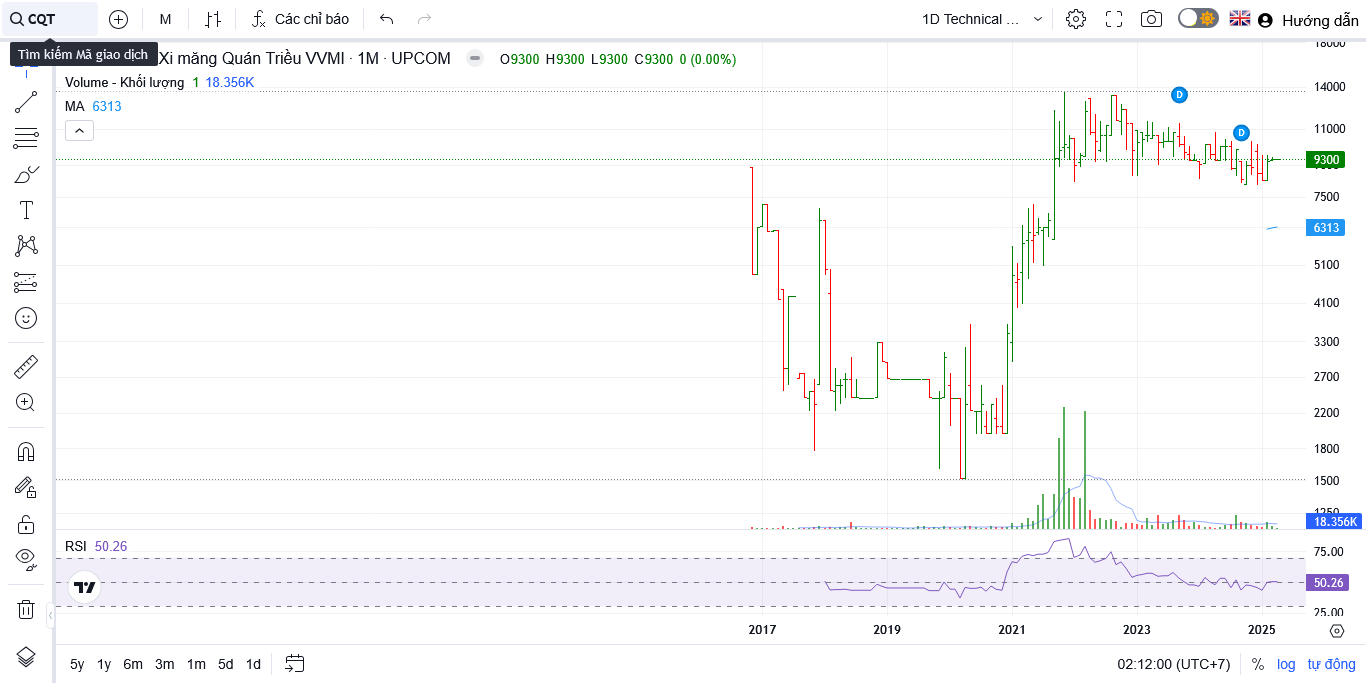 CQT
M
Các chỉ báo
1D Technical ...
Hướng dẫn
Tìm kiếm Mã giao dịch
Xi măng Quán Triều VVMI · 1M · UPCOM
O9300 H9300 L9300 C9300 0 (0.00%)
Volume - Khối lượng 1 18.356K
MA 6313
D
D
18000
14000
11000
9300
7500
6313
5100
4100
3300
2700
2200
1800
1500
1250
18.356K
RSI 50.26
75.00
50.26
25.00
2017 2019 2021 2023 2025
5y 1y 6m 3m 1m 5d 1d
02:12:00 (UTC+7) % log tự động